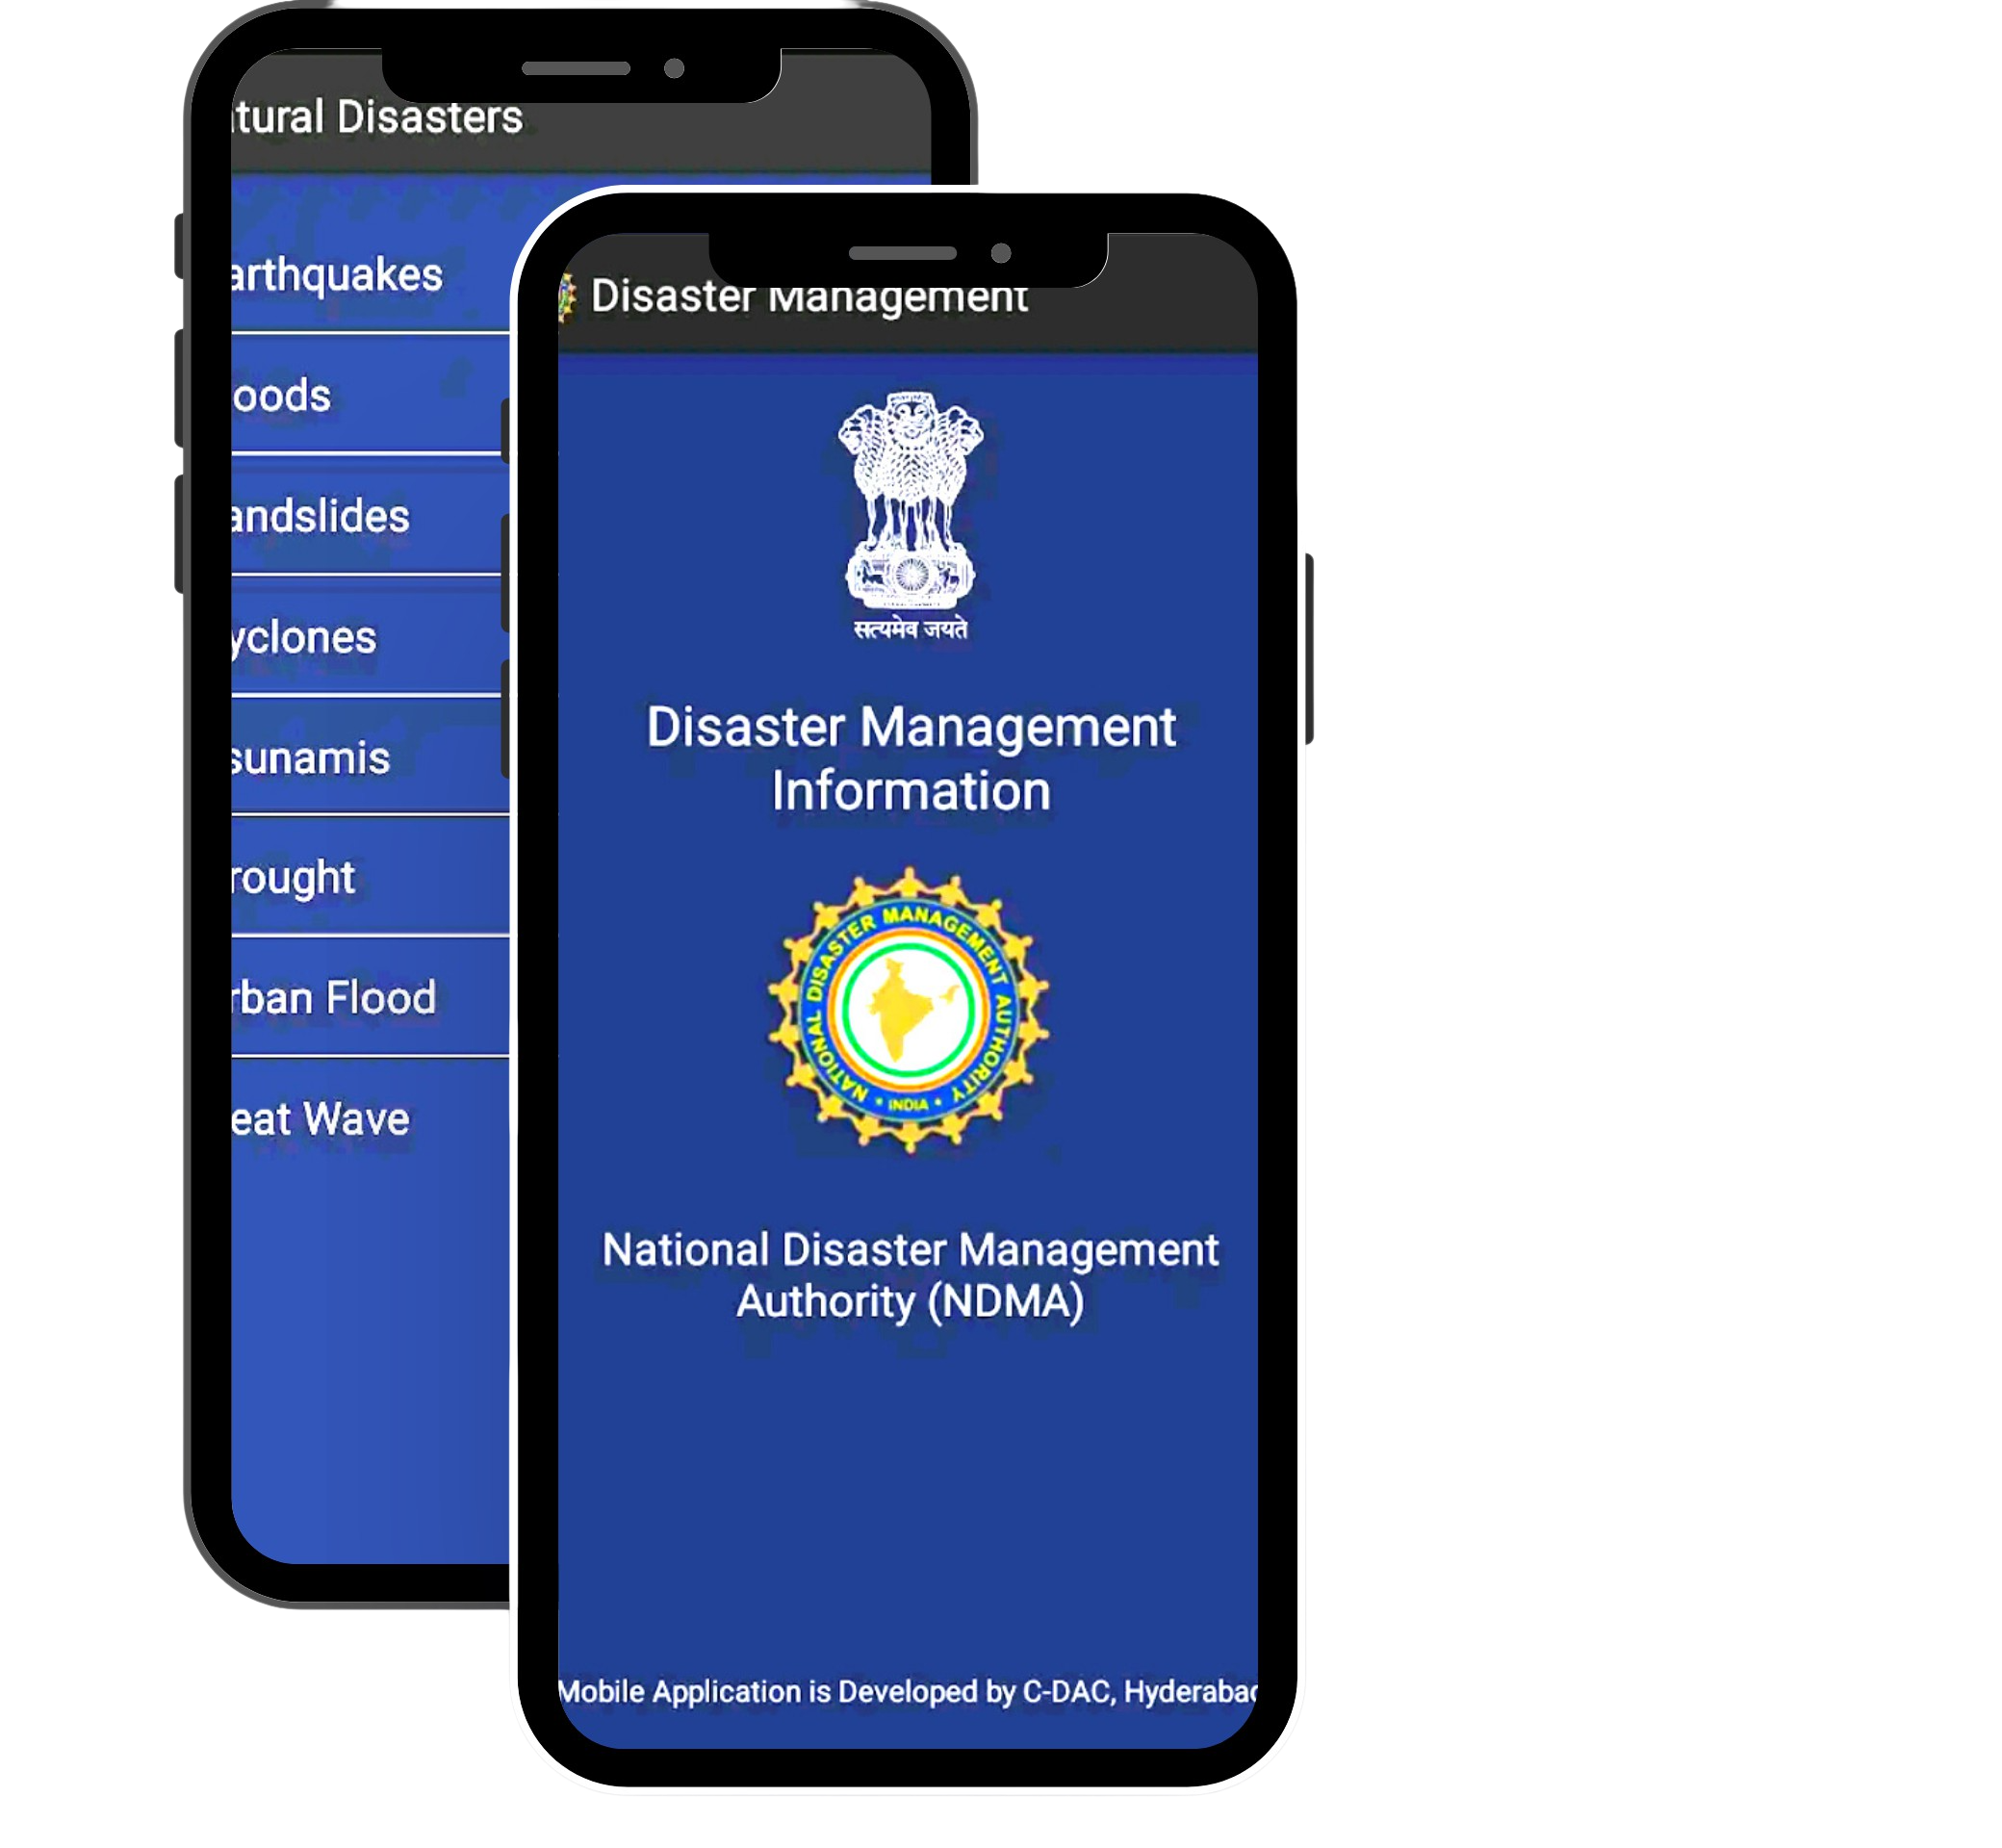 tural Disasters
arthquakes
oods
andslides
yclones
sunamis
rought
rban Flood
eat Wave
Disaster Management
सत्यमेव जयते
Disaster Management
Information
NATIONAL DISASTER MANAGEMENT AUTHORITY
• INDIA •
National Disaster Management
Authority (NDMA)
Mobile Application is Developed by C-DAC, Hyderabad